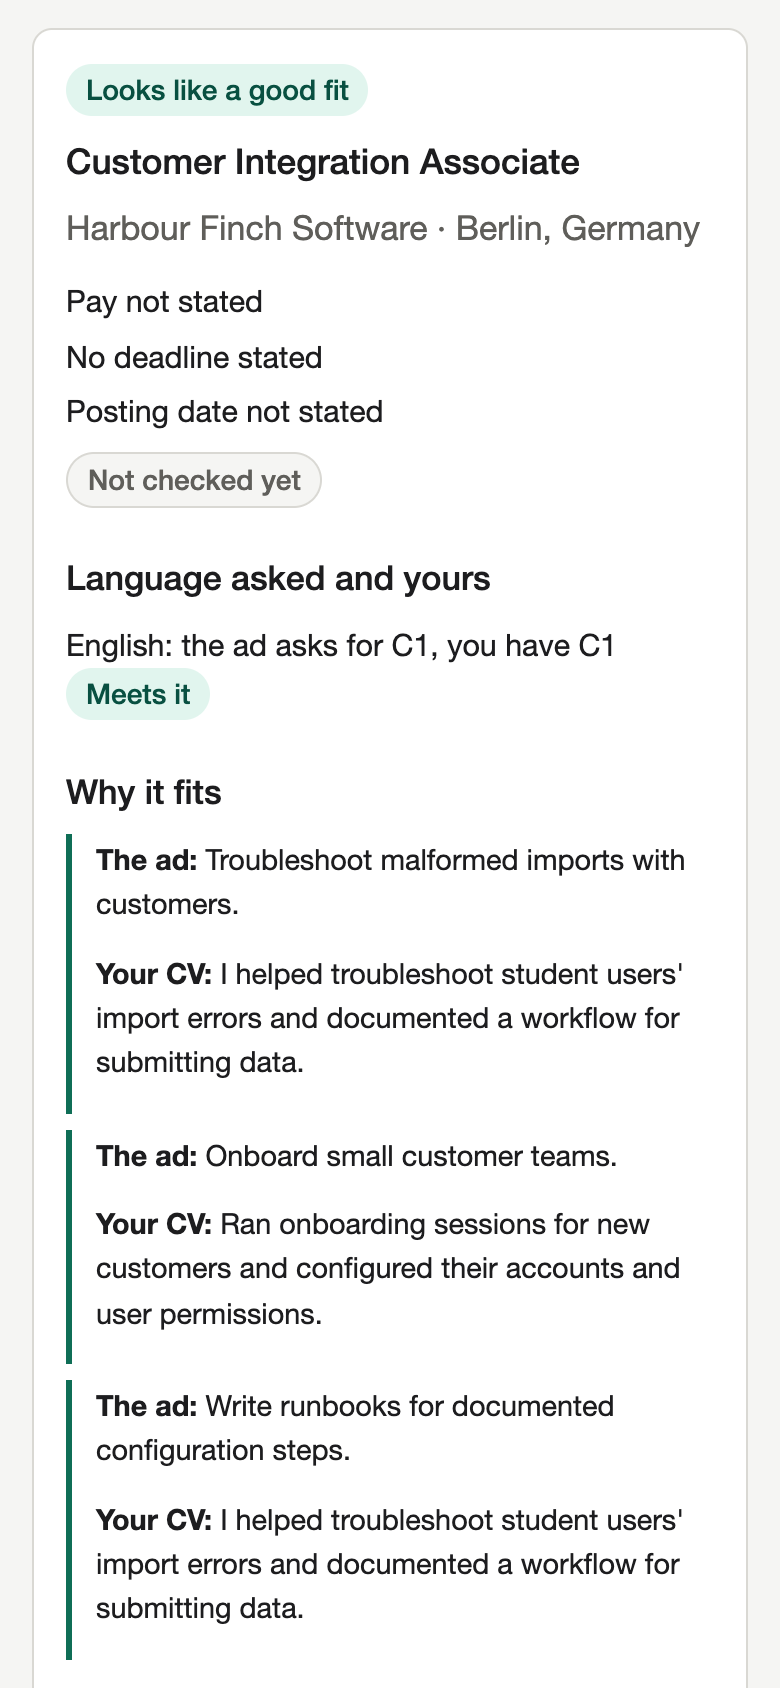 Looks like a good fit
Customer Integration Associate
Harbour Finch Software · Berlin, Germany
Pay not stated
No deadline stated
Posting date not stated
Not checked yet
Language asked and yours
English: the ad asks for C1, you have C1
Meets it
Why it fits
The ad: Troubleshoot malformed imports with
customers.
Your CV: I helped troubleshoot student users'
import errors and documented a workflow for
submitting data.
The ad: Onboard small customer teams.
Your CV: Ran onboarding sessions for new
customers and configured their accounts and
user permissions.
The ad: Write runbooks for documented
configuration steps.
Your CV: I helped troubleshoot student users'
import errors and documented a workflow for
submitting data.